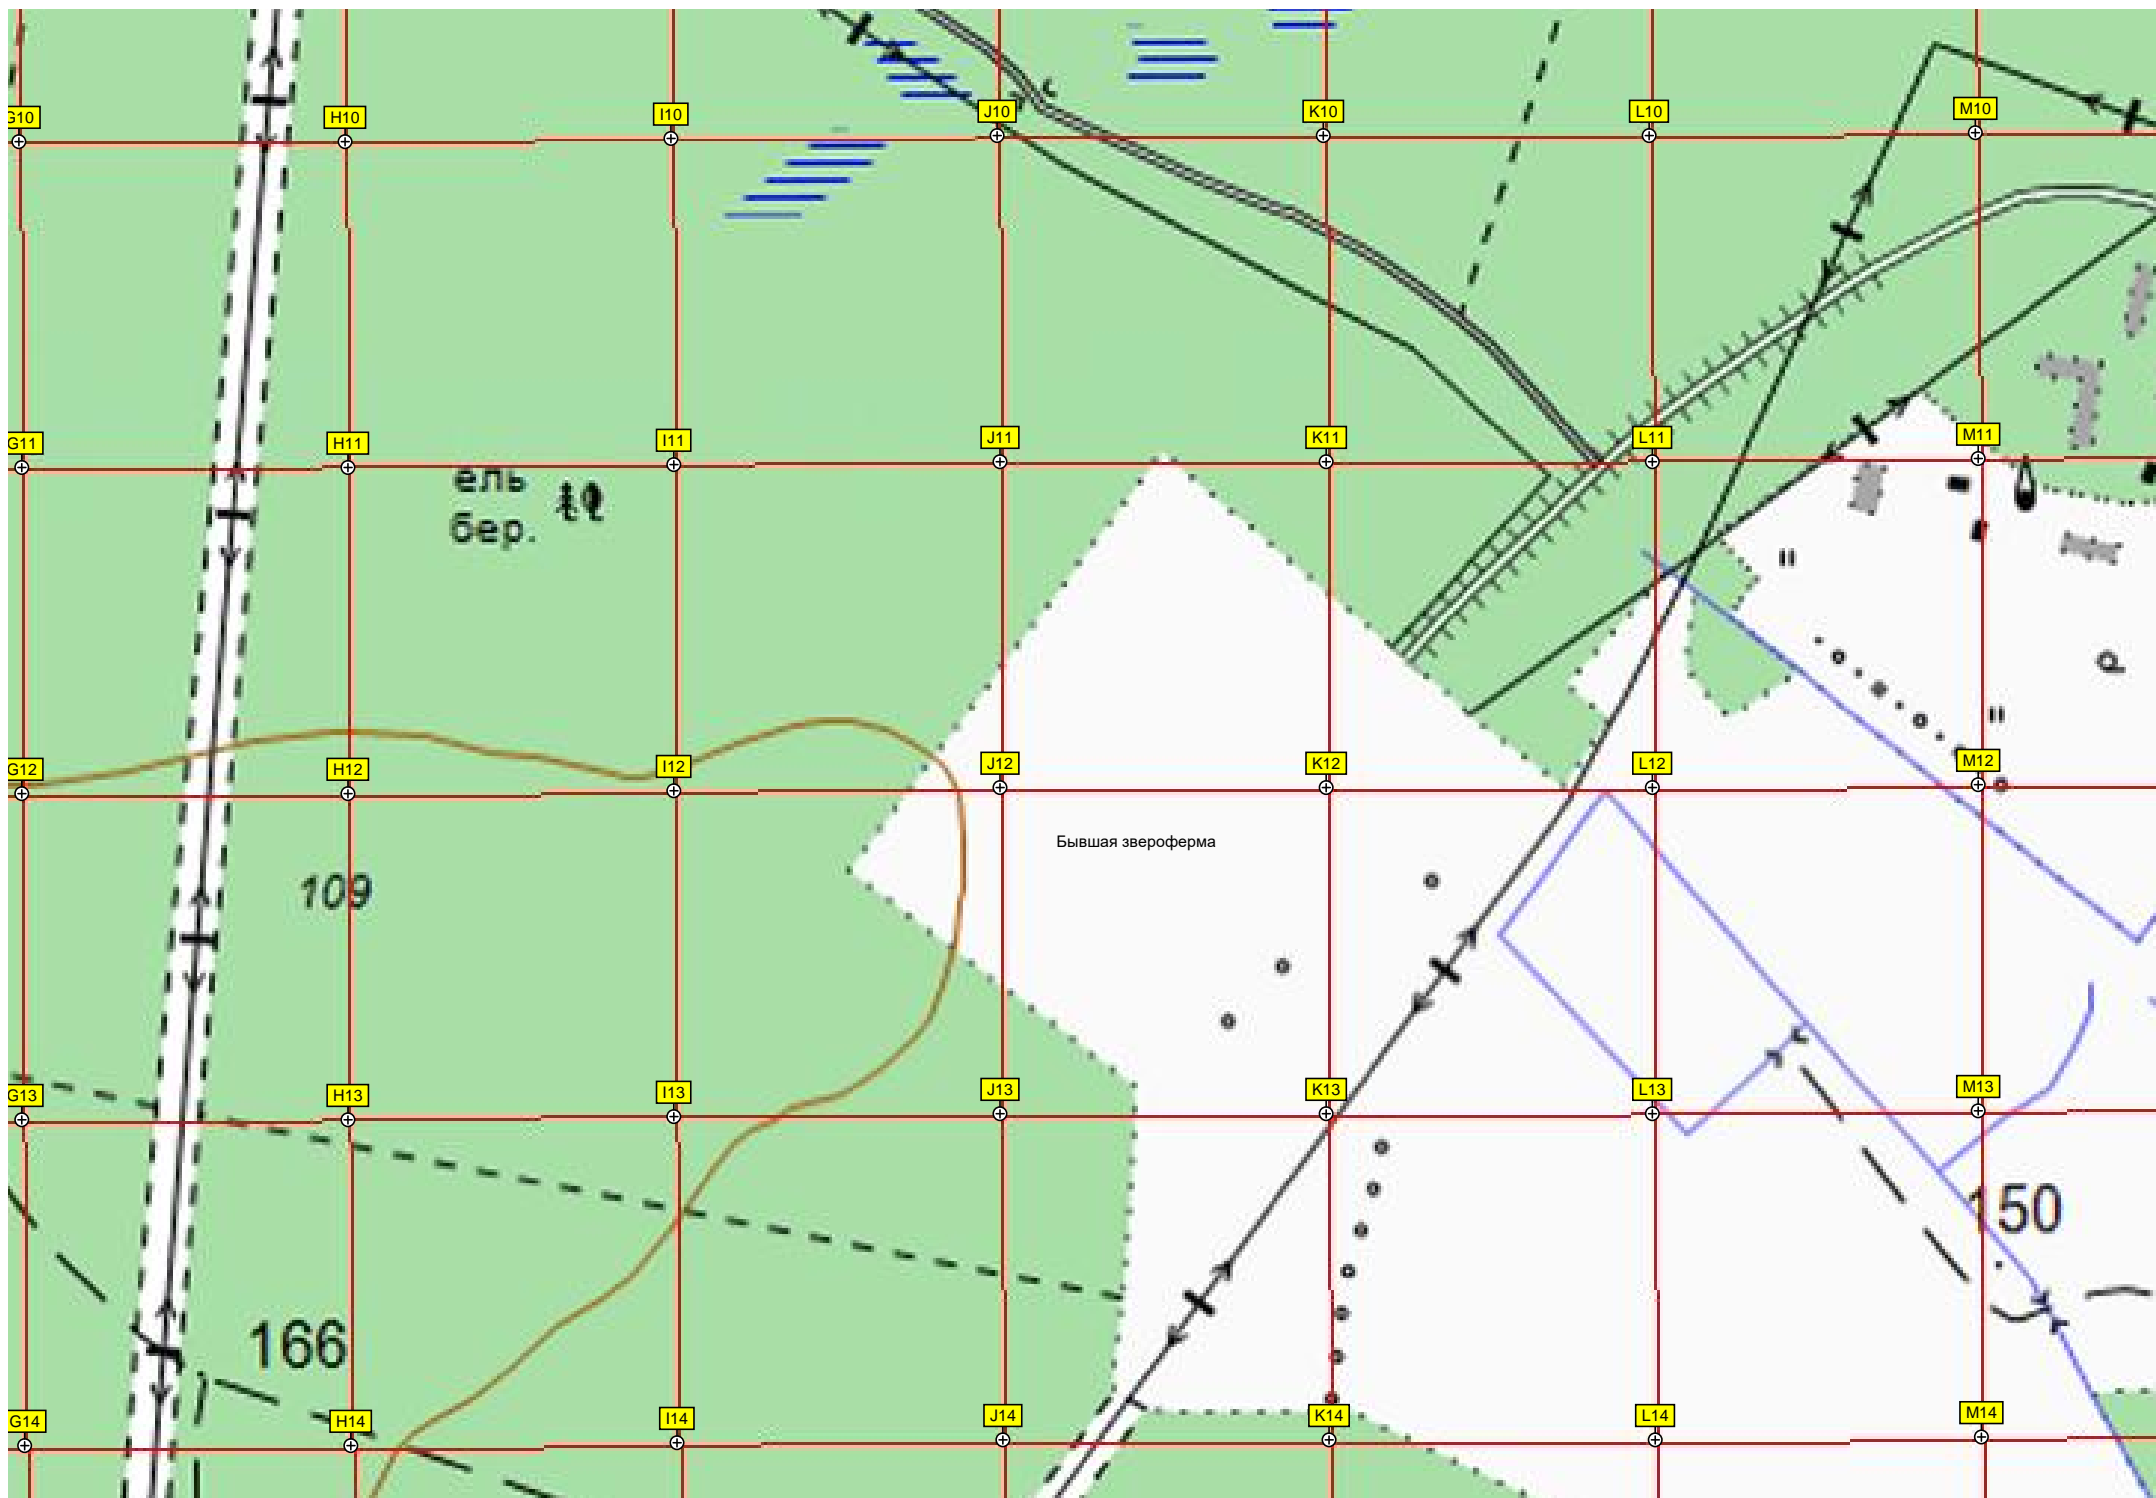 G10 H10 I10 J10 K10 L10 M10
G11 H11 I11 J11 K11 L11 M11
ель
бер.
G12 H12 I12 J12 K12 L12 M12
Бывшая звероферма
109
G13 H13 I13 J13 K13 L13 M13
150
166
G14 H14 I14 J14 K14 L14 M14